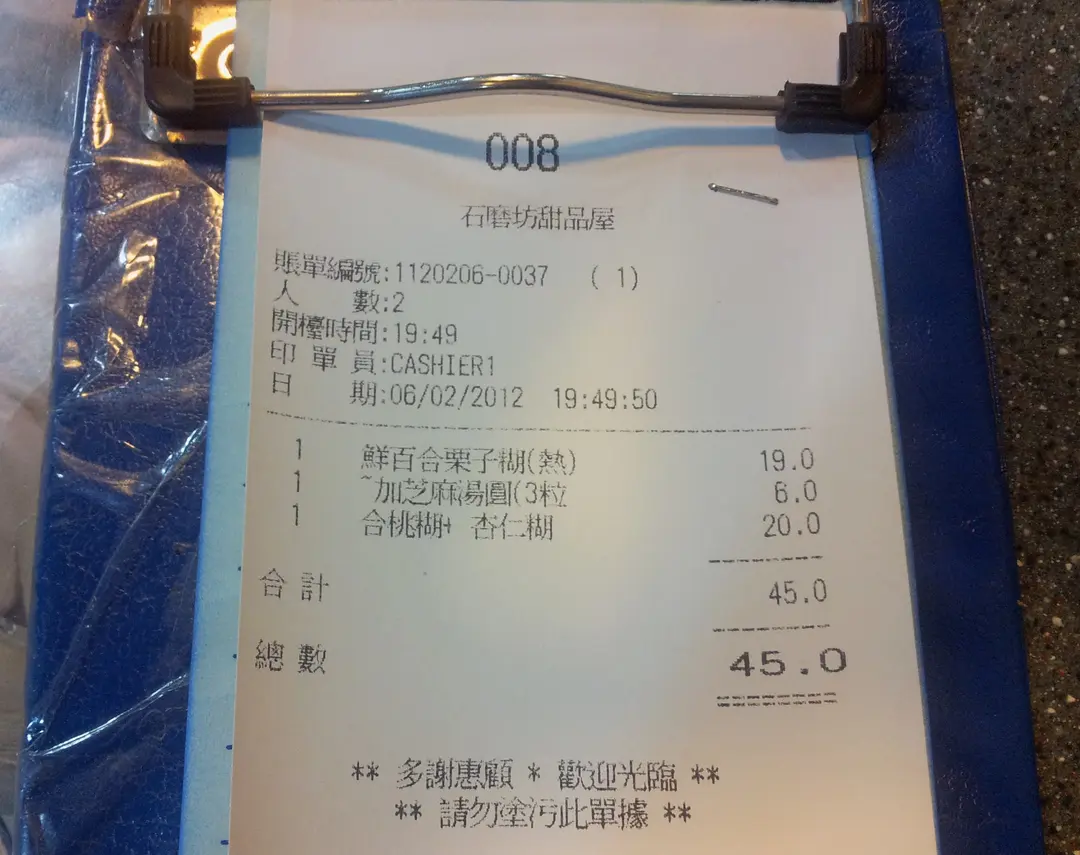 008
石磨坊甜品屋
賬單編號:1120206-0037 ( 1)
人 數:2
開檯時間:19:49
印 單 員:CASHIER1
日 期:06/02/2012 19:49:50
1 鮮百合栗子糊(熱) 19.0
1 ~加芝麻湯圓(3粒 6.0
1 合桃糊+ 杏仁糊 20.0
合 計 45.0
總 數 45.0
** 多謝惠顧 * 歡迎光臨 **
** 請勿塗污此單據 **